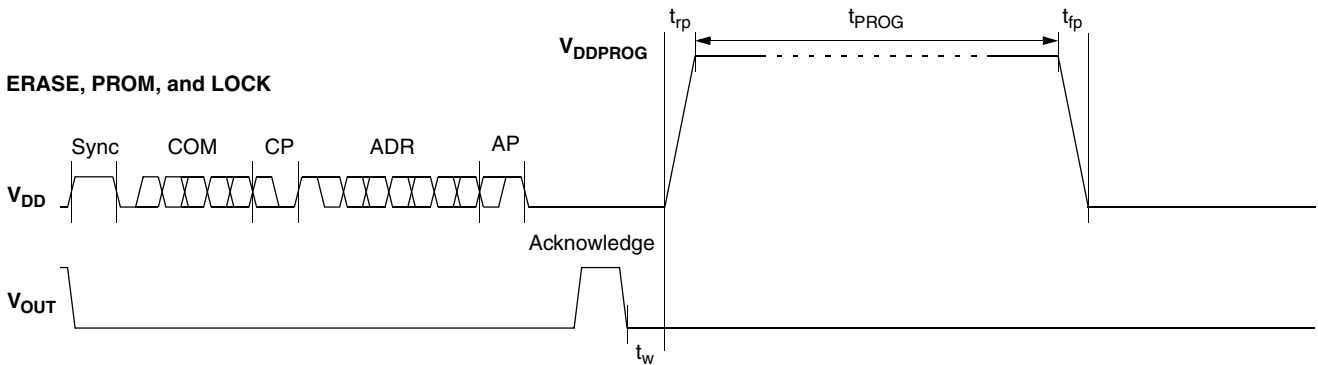 t_rp
t_PROG
t_fp
V_DDPROG
ERASE, PROM, and LOCK
Sync
COM
CP
ADR
AP
V_DD
Acknowledge
V_OUT
t_w